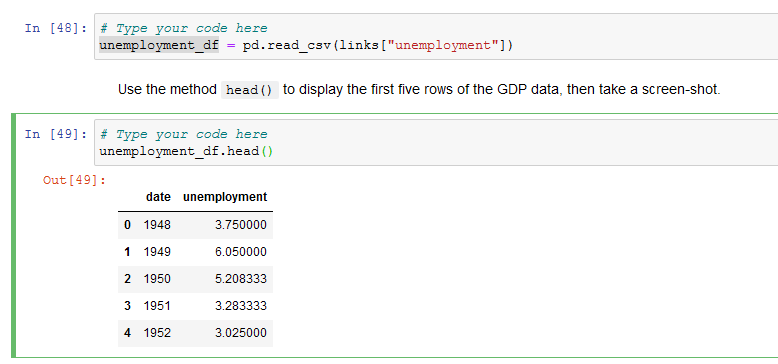 In [48]: # Type your code here
unemployment_df = pd.read_csv(links["unemployment"])
Use the method head() to display the first five rows of the GDP data, then take a screen-shot.
In [49]: # Type your code here
unemployment_df.head()
Out[49]:
date unemployment
0 1948 3.750000
1 1949 6.050000
2 1950 5.208333
3 1951 3.283333
4 1952 3.025000